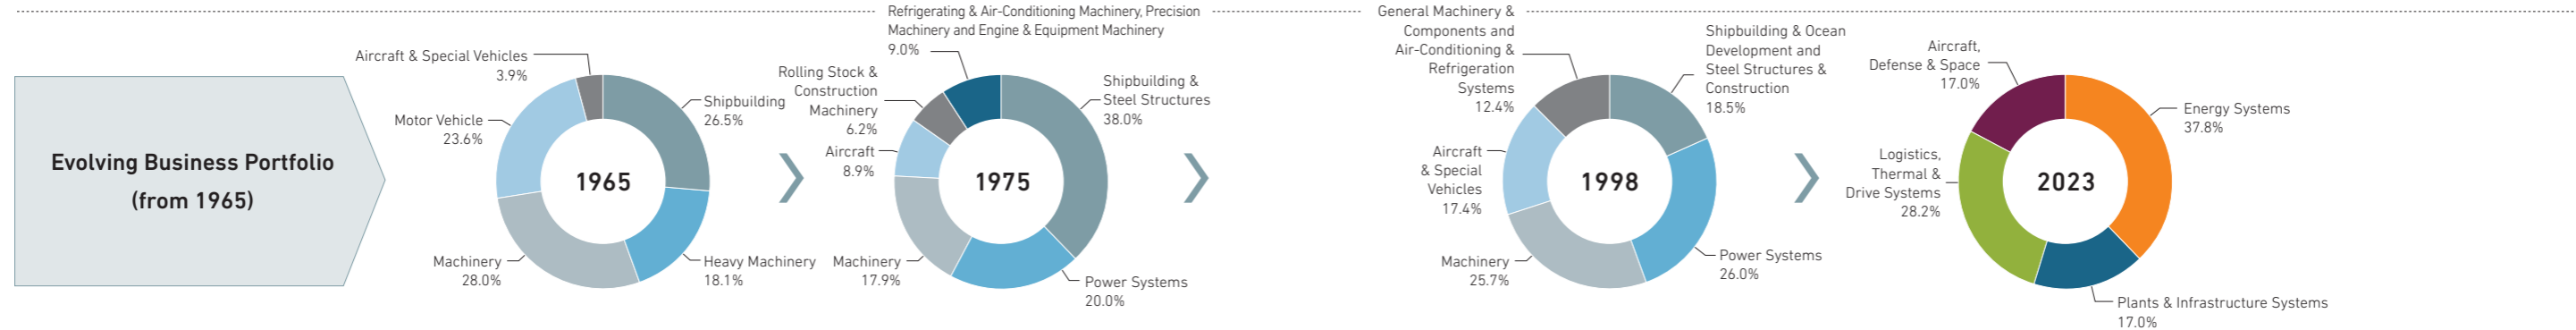 Evolving Business Portfolio
(from 1965)
1965
Aircraft & Special Vehicles
3.9%
Motor Vehicle
23.6%
Machinery
28.0%
Shipbuilding
26.5%
Heavy Machinery
18.1%
1975
Refrigerating & Air-Conditioning Machinery, Precision
Machinery and Engine & Equipment Machinery
9.0%
Rolling Stock &
Construction
Machinery
6.2%
Aircraft
8.9%
Machinery
17.9%
Shipbuilding &
Steel Structures
38.0%
Power Systems
20.0%
1998
General Machinery &
Components and
Air-Conditioning &
Refrigeration
Systems
12.4%
Aircraft
& Special
Vehicles
17.4%
Machinery
25.7%
Shipbuilding & Ocean
Development and
Steel Structures &
Construction
18.5%
Power Systems
26.0%
2023
Aircraft,
Defense & Space
17.0%
Logistics,
Thermal &
Drive Systems
28.2%
Energy Systems
37.8%
Plants & Infrastructure Systems
17.0%